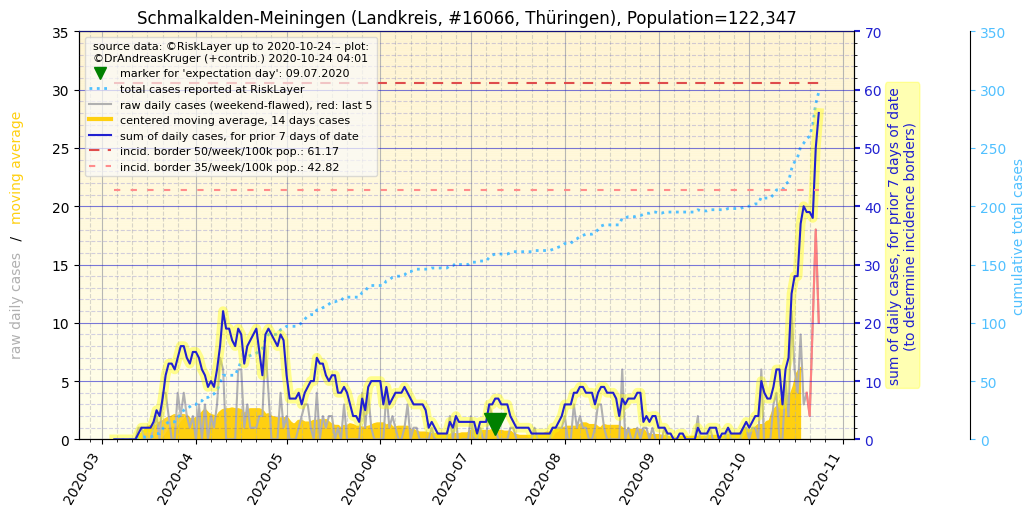 Schmalkalden-Meiningen (Landkreis, #16066, Thüringen), Population=122,347
source data: ©RiskLayer up to 2020-10-24 – plot:
©DrAndreasKruger (+contrib.) 2020-10-24 04:01
marker for 'expectation day': 09.07.2020
total cases reported at RiskLayer
raw daily cases (weekend-flawed), red: last 5
centered moving average, 14 days cases
sum of daily cases, for prior 7 days of date
incid. border 50/week/100k pop.: 61.17
incid. border 35/week/100k pop.: 42.82
raw daily cases / moving average
35
30
25
20
15
10
5
0
70
60
50
40
30
20
10
0
sum of daily cases, for prior 7 days of date
(to determine incidence borders)
350
300
250
200
150
100
50
0
cumulative total cases
2020-03
2020-04
2020-05
2020-06
2020-07
2020-08
2020-09
2020-10
2020-11